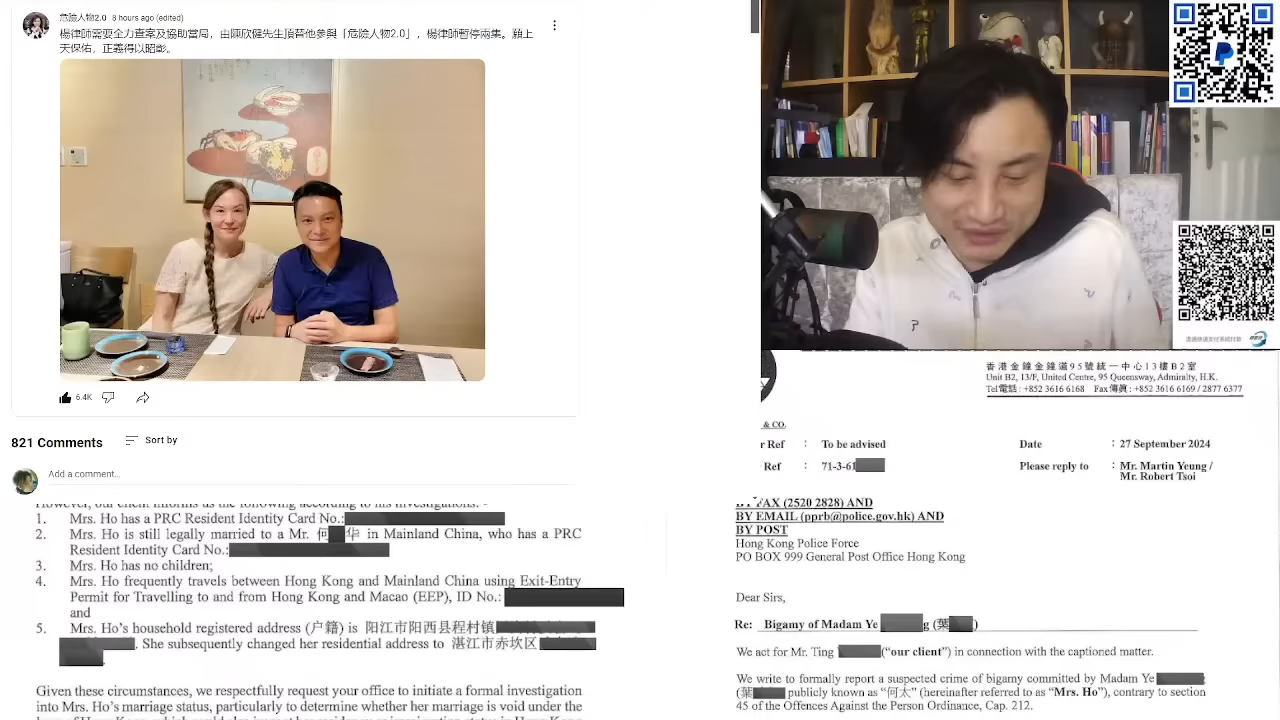 危險人物2.0 8 hours ago (edited)
楊律師需要全力查案及協助當局，由陳欣健先生頂替他參與「危險人物2.0」，楊律師暫停兩集。願上
天保佑，正義得以昭彰。
6.4K
821 Comments
Sort by
Add a comment...
However, our client informs us the following according to his investigations: -
1. Mrs. Ho has a PRC Resident Identity Card No.:
2. Mrs. Ho is still legally married to a Mr. 何 华 in Mainland China, who has a PRC
Resident Identity Card No.:
3. Mrs. Ho has no children;
4. Mrs. Ho frequently travels between Hong Kong and Mainland China using Exit-Entry
Permit for Travelling to and from Hong Kong and Macao (EEP), ID No.:
and
5. Mrs. Ho's household registered address (户籍) is 阳江市阳西县程村镇
. She subsequently changed her residential address to 湛江市赤坎区
.
Given these circumstances, we respectfully request your office to initiate a formal investigation
into Mrs. Ho's marriage status, particularly to determine whether her marriage is void under the
香港金鐘金鐘道95號統一中心13樓B2室
Unit B2, 13/F, United Centre, 95 Queensway, Admiralty, H.K.
Tel電話 : +852 3616 6168 Fax傳真 : +852 3616 6169 / 2877 6377
& CO.
r Ref : To be advised
Date : 27 September 2024
Ref : 71-3-61
Please reply to : Mr. Martin Yeung /
Mr. Robert Tsoi
FAX (2520 2828) AND
BY EMAIL (pprb@police.gov.hk) AND
BY POST
Hong Kong Police Force
PO BOX 999 General Post Office Hong Kong
Dear Sirs,
Re: Bigamy of Madam Ye g (葉 )
We act for Mr. Ting ("our client") in connection with the captioned matter.
We write to formally report a suspected crime of bigamy committed by Madam Ye
(葉 publicly known as "何太" (hereinafter referred to as "Mrs. Ho"), contrary to section
45 of the Offences Against the Person Ordinance, Cap. 212.